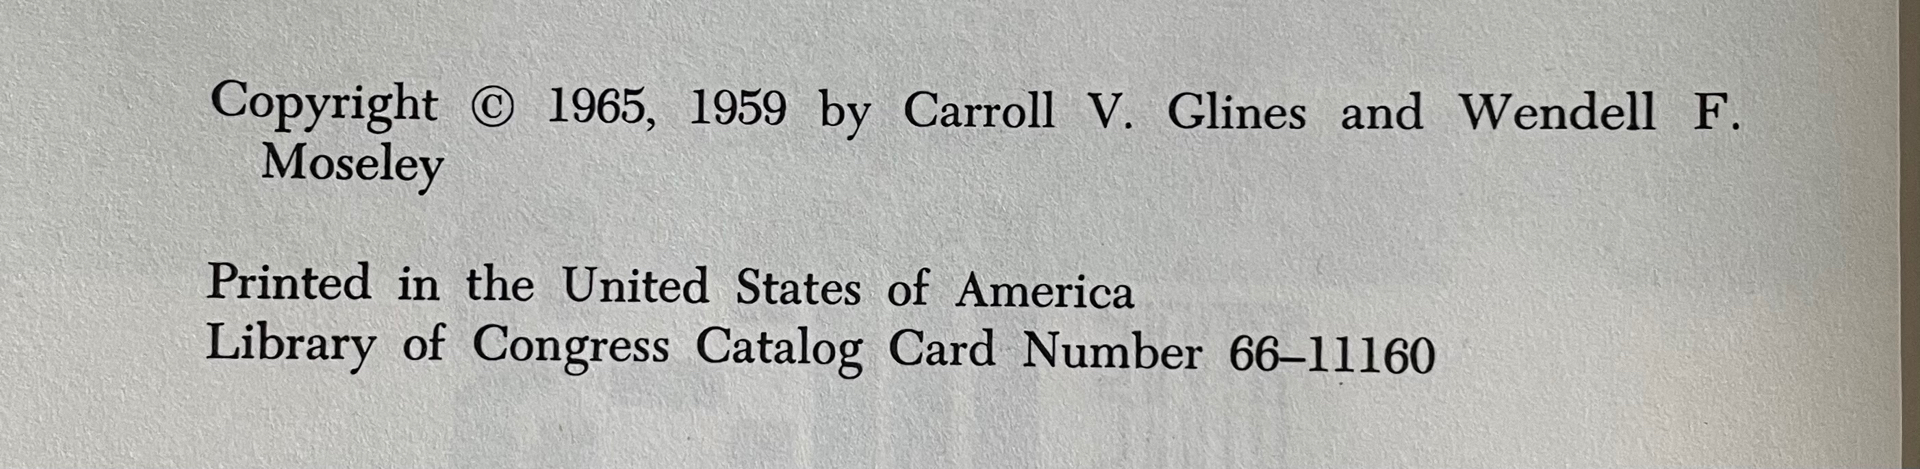 Copyright © 1965, 1959 by Carroll V. Glines and Wendell F.
Moseley
Printed in the United States of America
Library of Congress Catalog Card Number 66–11160